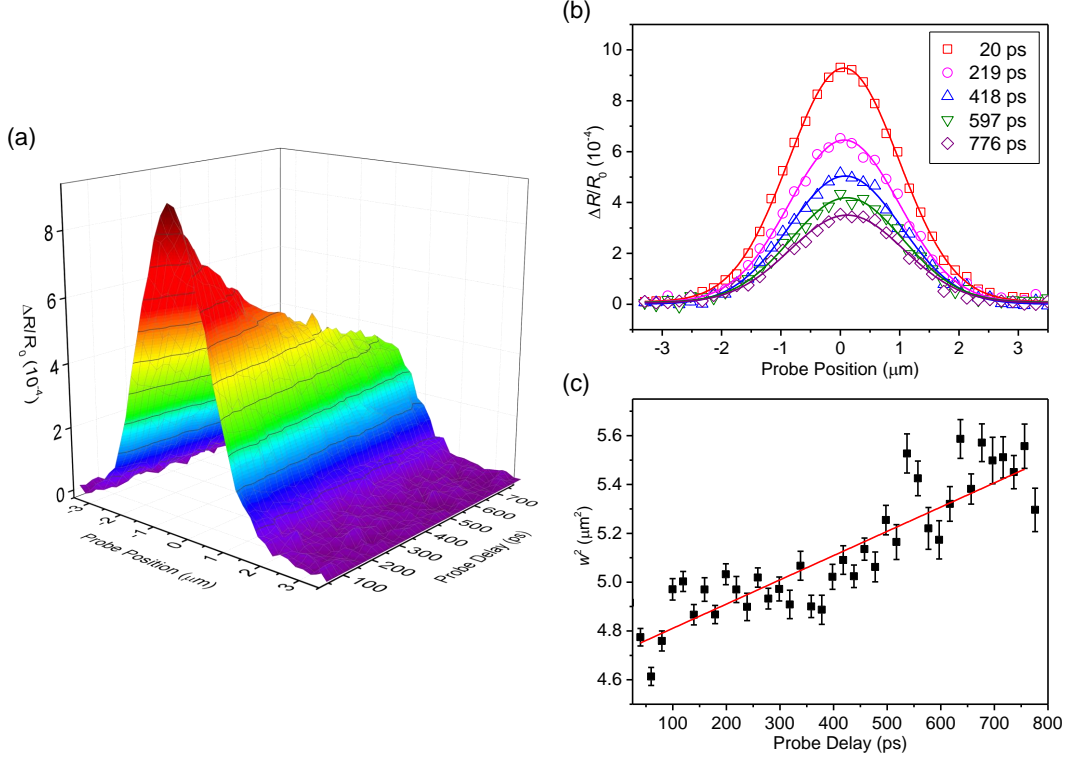 (a)
ΔR/R₀ (10⁻⁴)
8
6
4
2
0
-3
-2
-1
0
1
2
3
Probe Position (μm)
100
200
300
400
500
600
700
Probe Delay (ps)
(b)
ΔR/R₀ (10⁻⁴)
10
8
6
4
2
0
20 ps
219 ps
418 ps
597 ps
776 ps
-3 -2 -1 0 1 2 3
Probe Position (μm)
(c)
w² (μm²)
5.6
5.4
5.2
5.0
4.8
4.6
100 200 300 400 500 600 700 800
Probe Delay (ps)